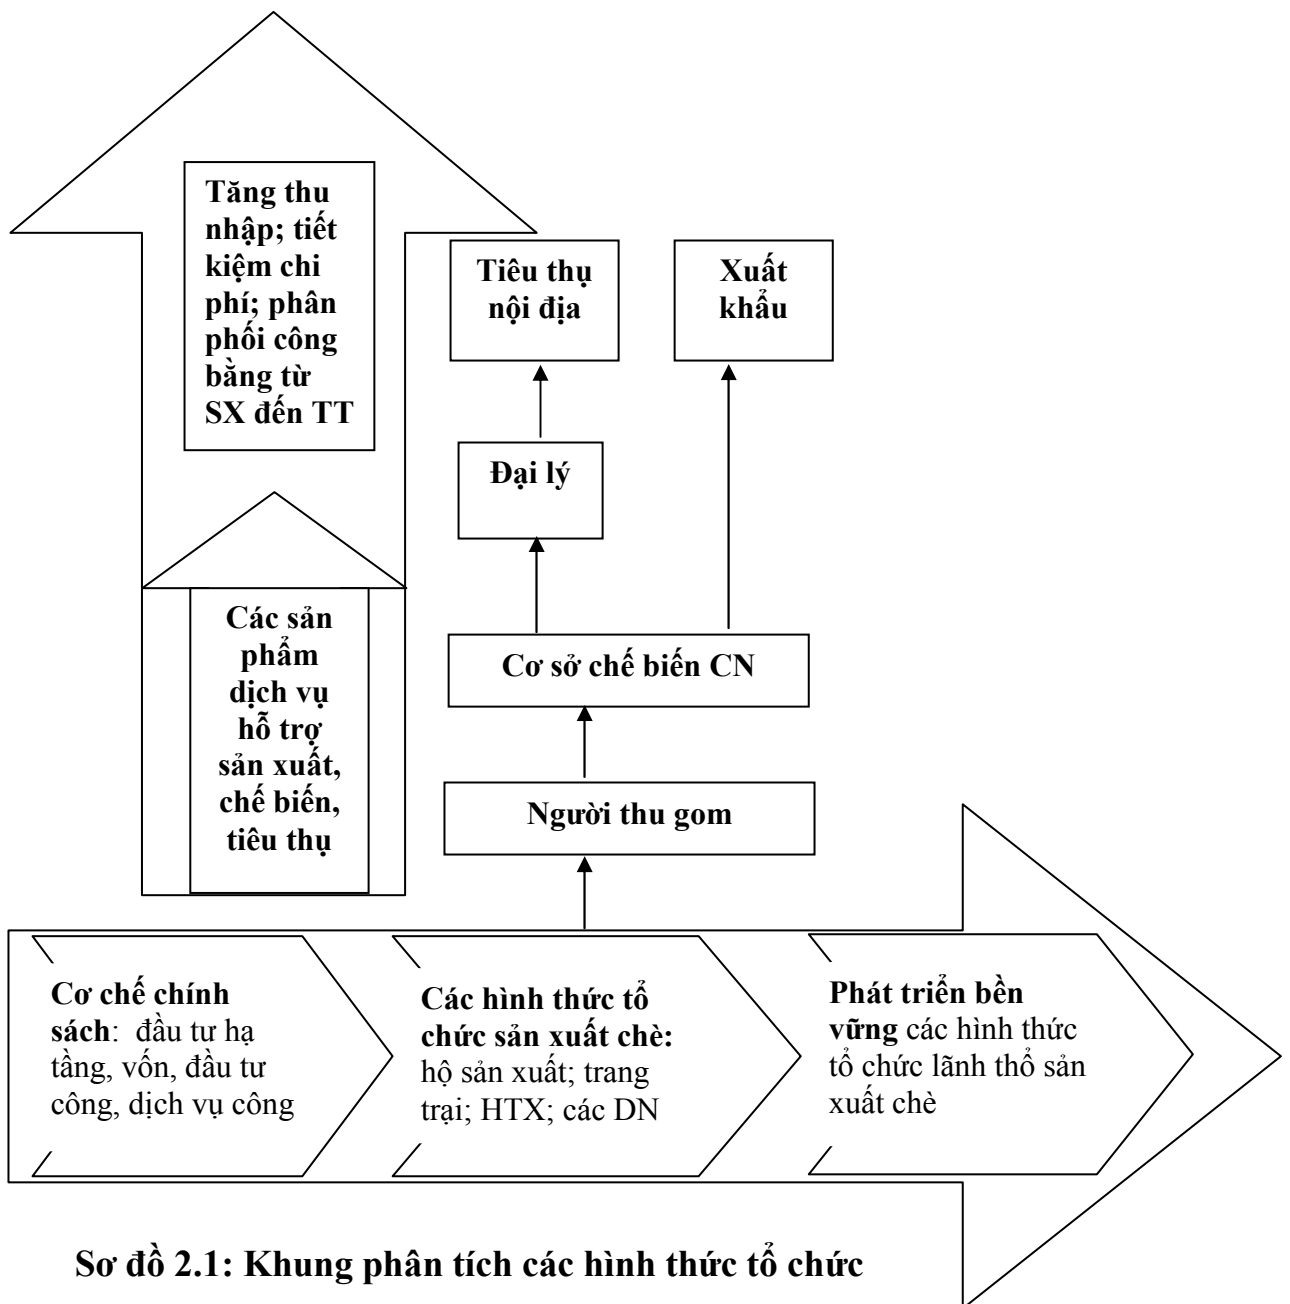 Tăng thu
nhập; tiết
kiệm chi
phí; phân
phối công
bằng từ
SX đến TT
Tiêu thụ
nội địa
Xuất
khẩu
Đại lý
Các sản
phẩm
dịch vụ
hỗ trợ
sản xuất,
chế biến,
tiêu thụ
Cơ sở chế biến CN
Người thu gom
Cơ chế chính
sách: đầu tư hạ
tầng, vốn, đầu tư
công, dịch vụ công
Các hình thức tổ
chức sản xuất chè:
hộ sản xuất; trang
trại; HTX; các DN
Phát triển bền
vững các hình thức
tổ chức lãnh thổ sản
xuất chè
Sơ đồ 2.1: Khung phân tích các hình thức tổ chức